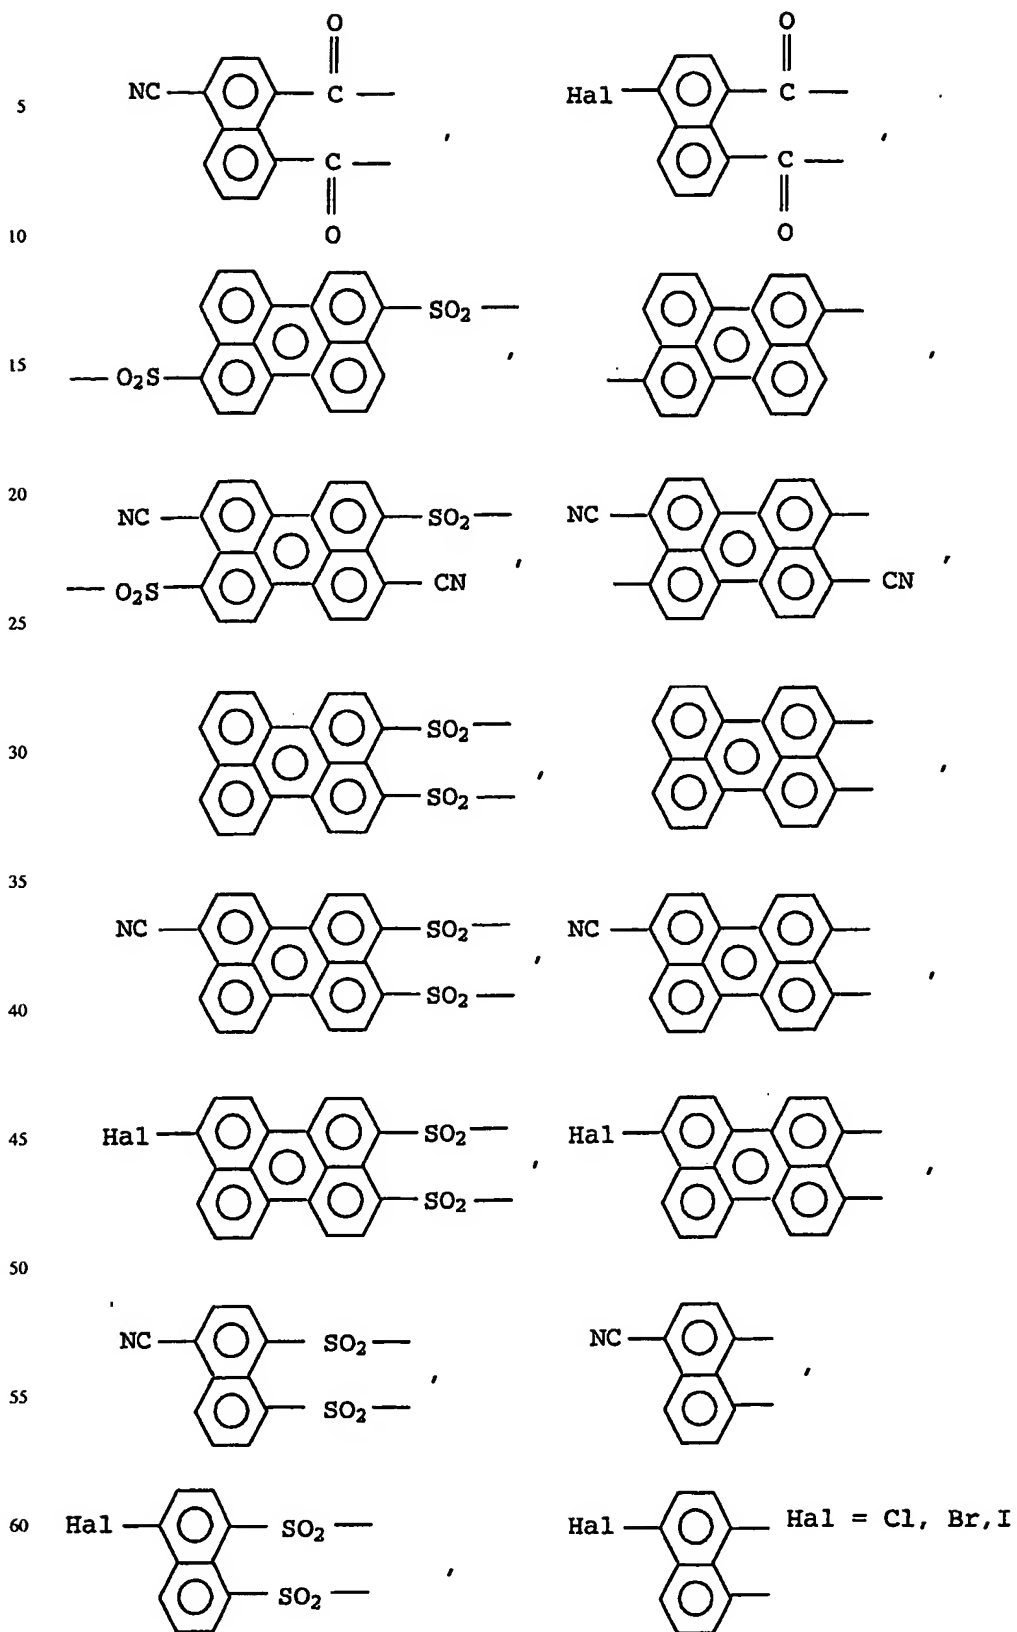 O O
5 NC C Hal C
, ,
C C
10 O O
SO2
15 O2S , ,
20 NC SO2 NC
, ,
O2S CN CN
25
SO2
30 , ,
SO2
35
NC SO2 NC
, ,
SO2
40
45 Hal SO2 Hal
, ,
SO2
50
NC SO2 NC
, ,
55 SO2
60 Hal SO2 Hal Hal = Cl, Br,I
,
SO2